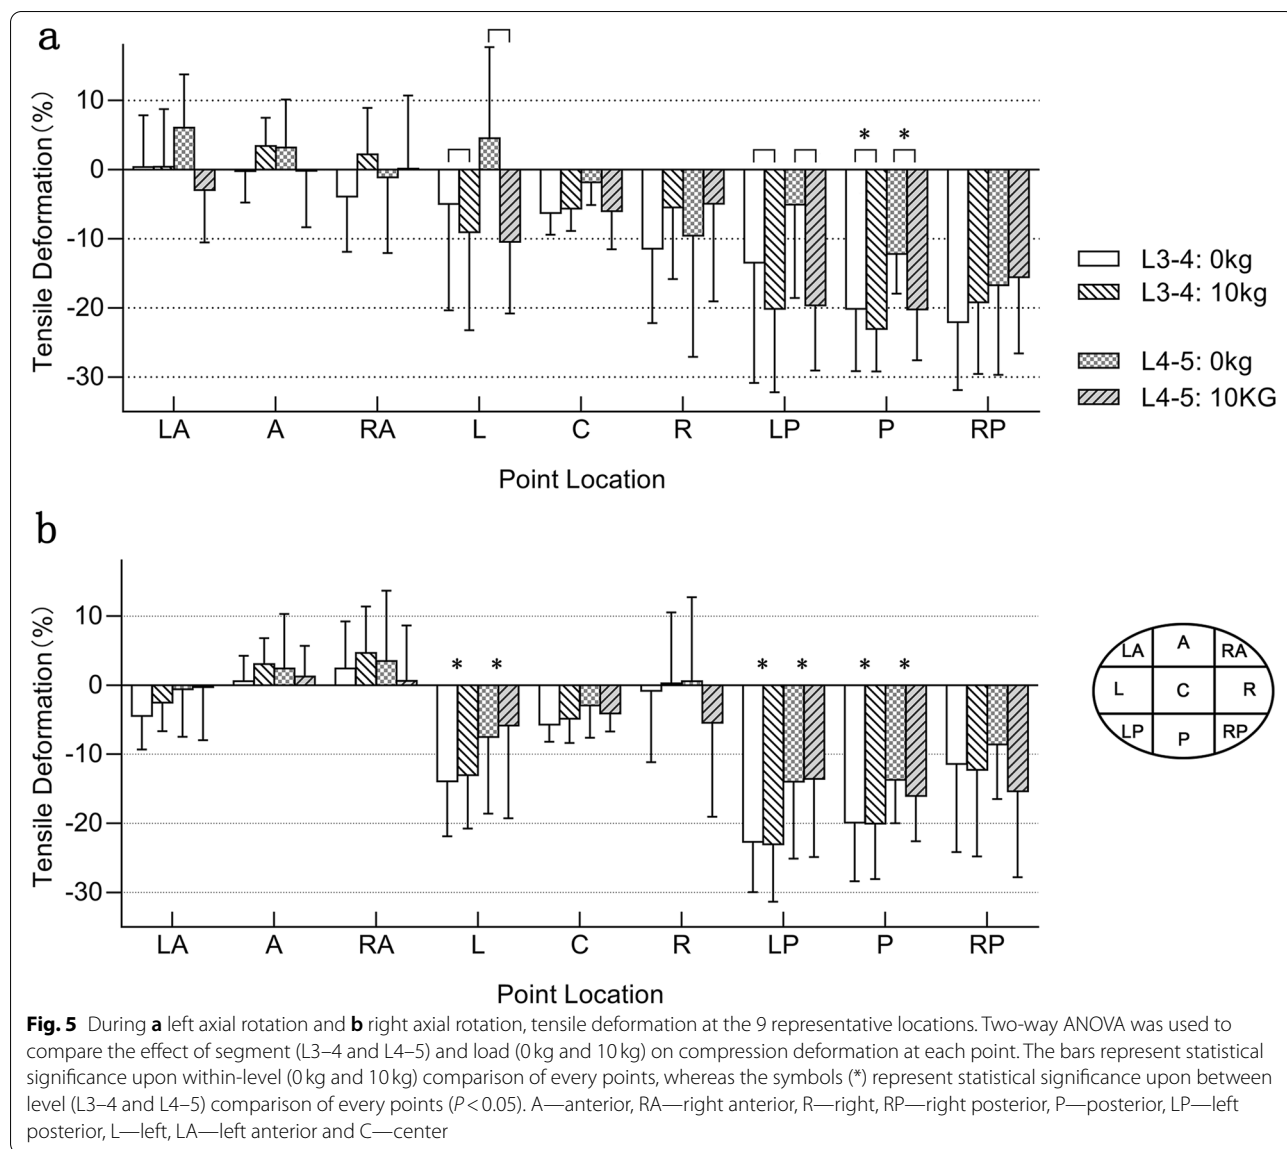 a
Tensile Deformation (%)
10
0
-10
-20
-30
* *
LA A RA L C R LP P RP
Point Location
L3-4: 0kg
L3-4: 10kg
L4-5: 0kg
L4-5: 10KG
b
Tensile Deformation (%)
10
0
-10
-20
-30
* * * * * *
LA A RA L C R LP P RP
Point Location
LA A RA
L C R
LP P RP
Fig. 5 During a left axial rotation and b right axial rotation, tensile deformation at the 9 representative locations. Two-way ANOVA was used to
compare the effect of segment (L3–4 and L4–5) and load (0 kg and 10 kg) on compression deformation at each point. The bars represent statistical
significance upon within-level (0 kg and 10 kg) comparison of every points, whereas the symbols (*) represent statistical significance upon between
level (L3–4 and L4–5) comparison of every points (P < 0.05). A—anterior, RA—right anterior, R—right, RP—right posterior, P—posterior, LP—left
posterior, L—left, LA—left anterior and C—center